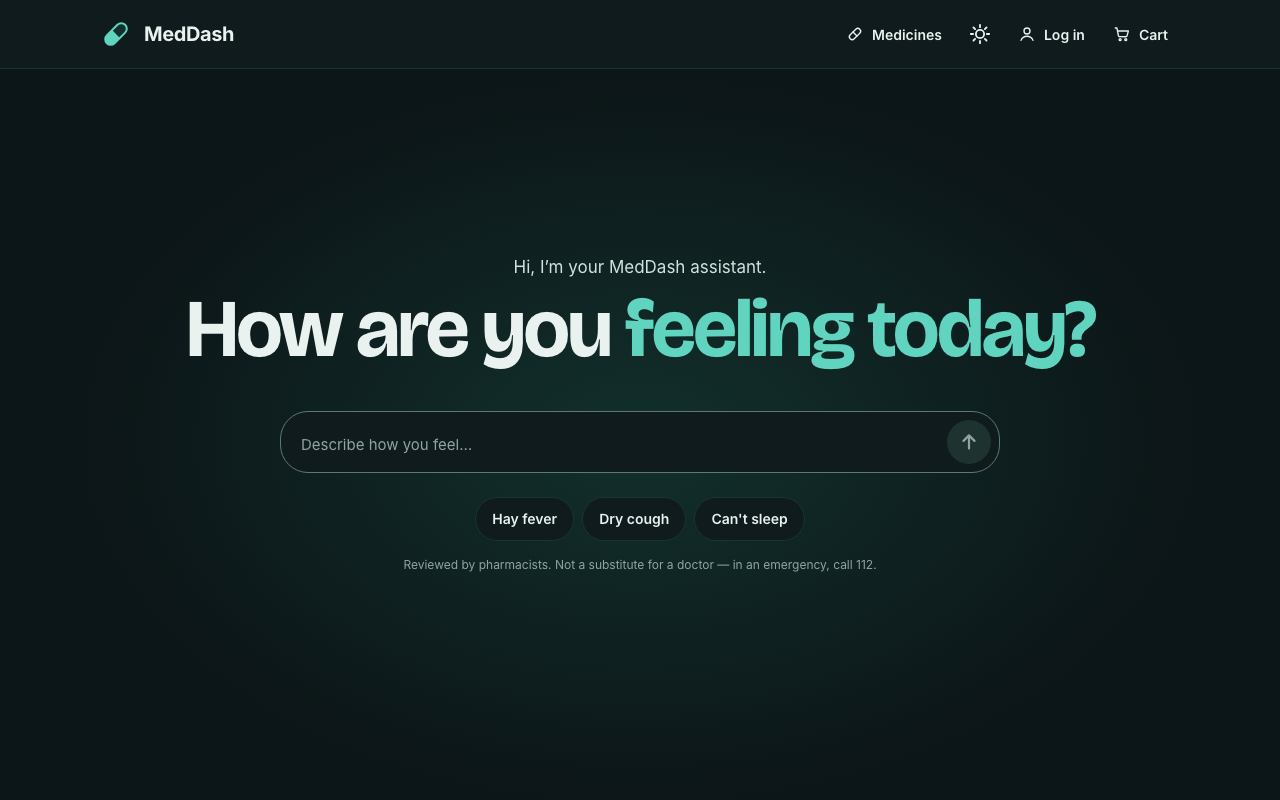 MedDash
Medicines
Log in
Cart
Hi, I’m your MedDash assistant.
How are you feeling today?
Describe how you feel...
Hay fever
Dry cough
Can't sleep
Reviewed by pharmacists. Not a substitute for a doctor — in an emergency, call 112.